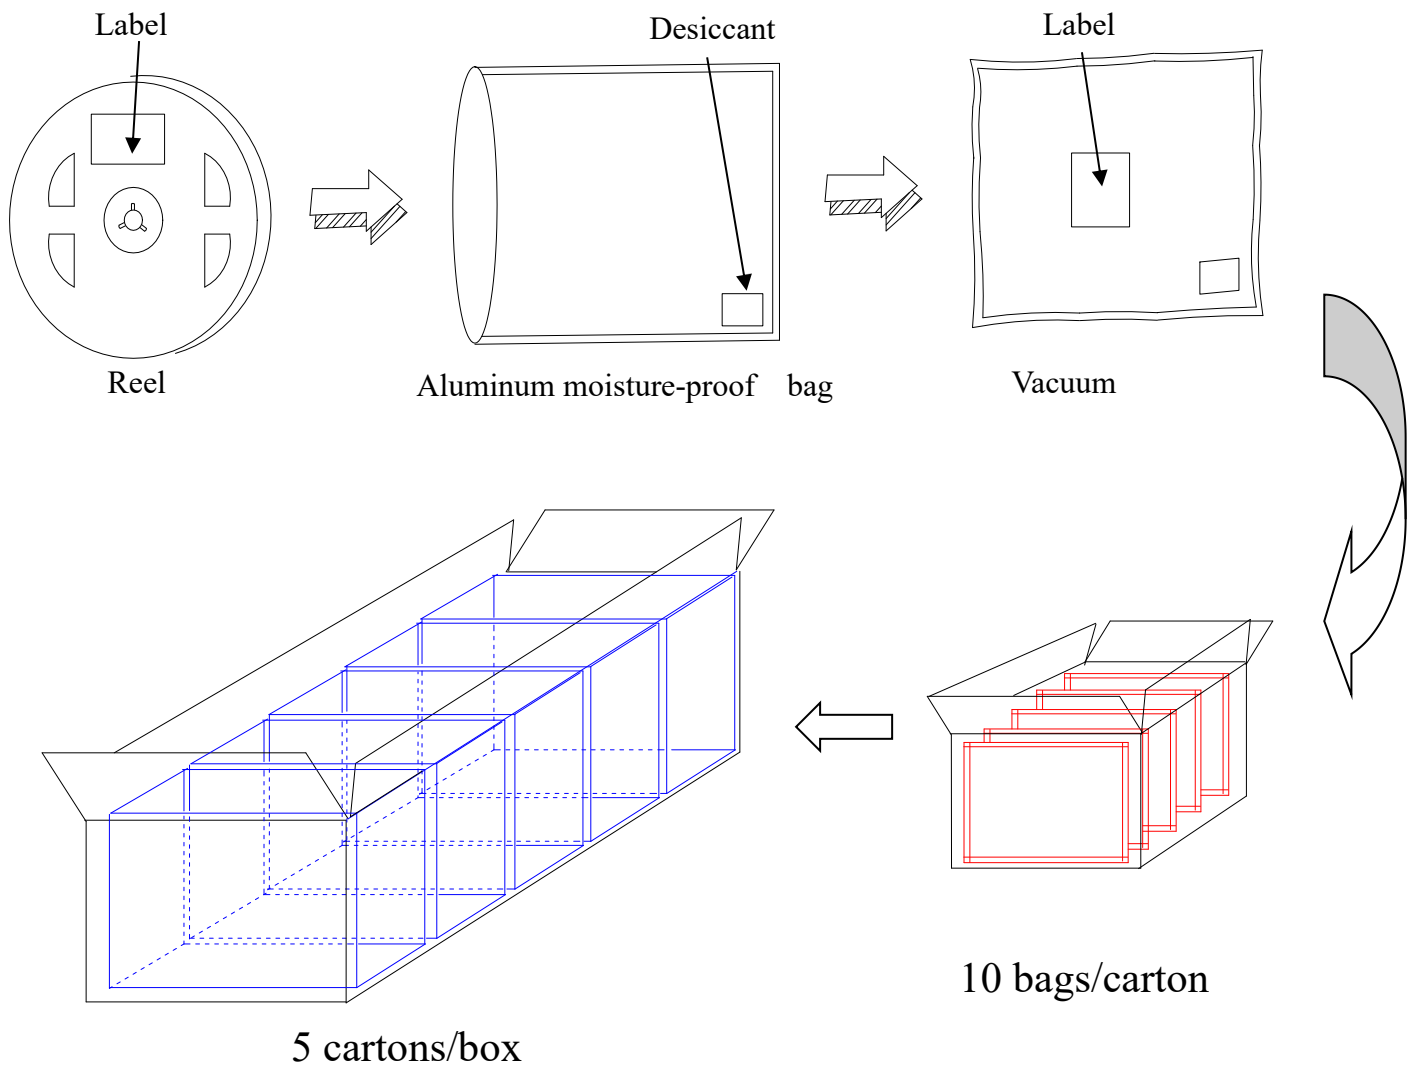 Label
Desiccant
Label
Reel
Aluminum moisture-proof bag
Vacuum
10 bags/carton
5 cartons/box